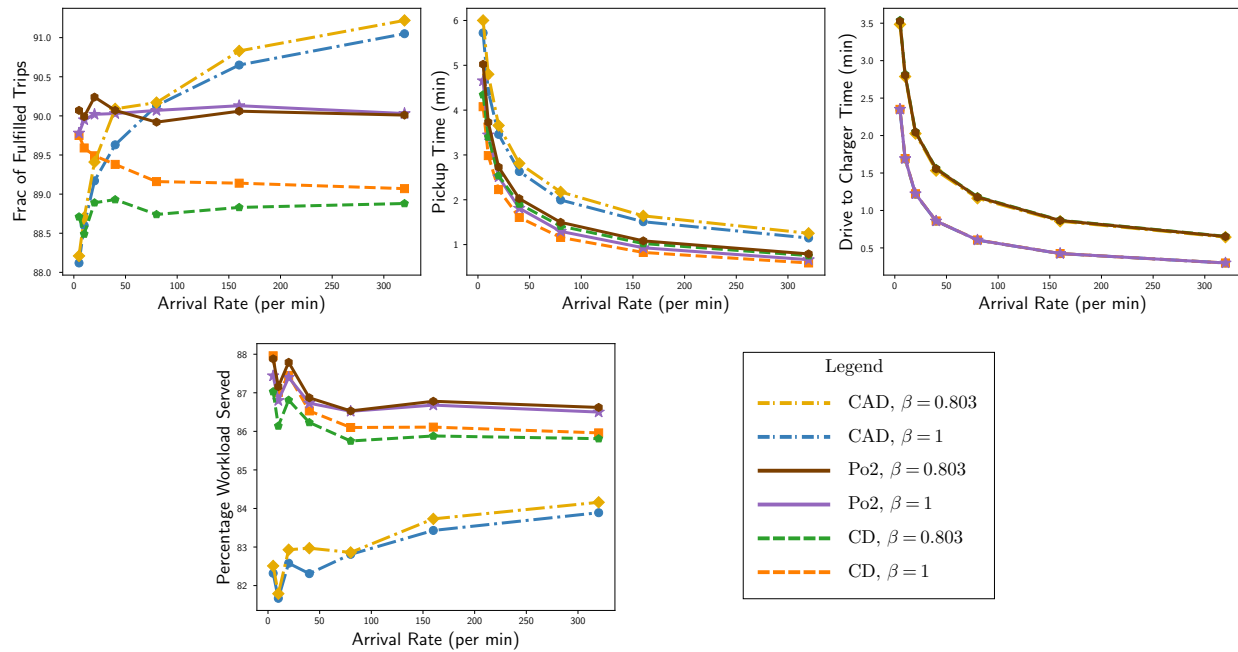 Frac of Fulfilled Trips
91.0
90.5
90.0
89.5
89.0
88.5
88.0
0 50 100 150 200 250 300
Arrival Rate (per min)
Pickup Time (min)
6
5
4
3
2
1
0 50 100 150 200 250 300
Arrival Rate (per min)
Drive to Charger Time (min)
3.5
3.0
2.5
2.0
1.5
1.0
0.5
0 50 100 150 200 250 300
Arrival Rate (per min)
Percentage Workload Served
88
87
86
85
84
83
82
0 50 100 150 200 250 300
Arrival Rate (per min)
Legend
CAD, β = 0.803
CAD, β = 1
Po2, β = 0.803
Po2, β = 1
CD, β = 0.803
CD, β = 1